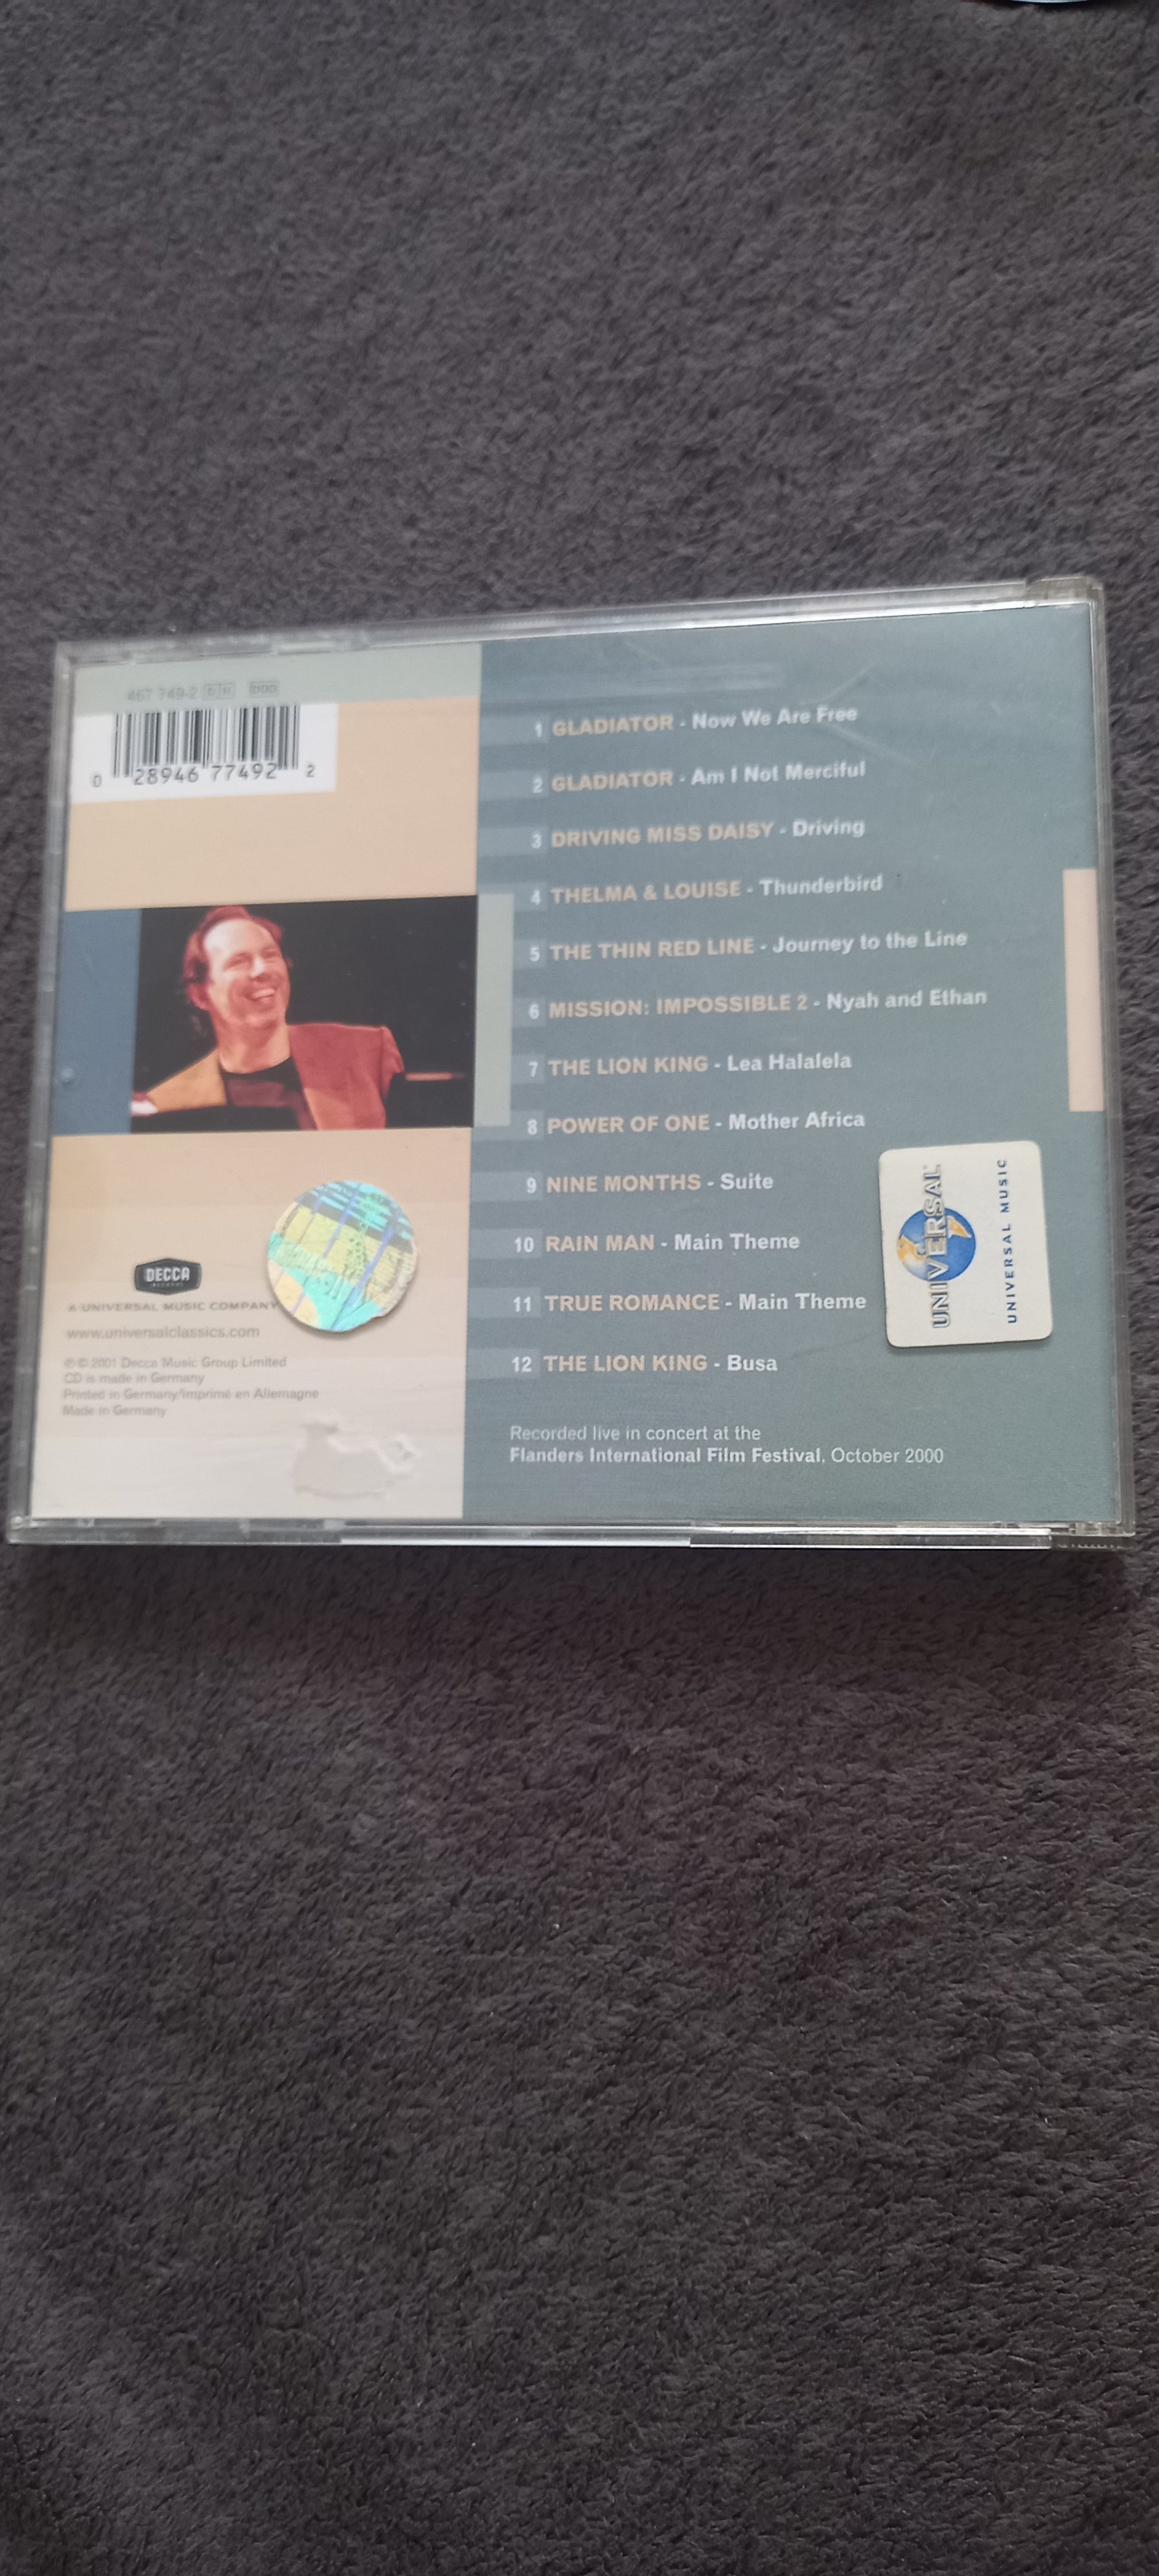 467 749-2
DDD
0 28946 77492 2
1 GLADIATOR - Now We Are Free
2 GLADIATOR - Am I Not Merciful
3 DRIVING MISS DAISY - Driving
4 THELMA & LOUISE - Thunderbird
5 THE THIN RED LINE - Journey to the Line
6 MISSION: IMPOSSIBLE 2 - Nyah and Ethan
7 THE LION KING - Lea Halalela
8 POWER OF ONE - Mother Africa
9 NINE MONTHS - Suite
10 RAIN MAN - Main Theme
11 TRUE ROMANCE - Main Theme
12 THE LION KING - Busa
Recorded live in concert at the
Flanders International Film Festival, October 2000
DECCA
A UNIVERSAL MUSIC COMPANY
www.universalclassics.com
℗© 2001 Decca Music Group Limited
CD is made in Germany
Printed in Germany/Imprimé en Allemagne
Made in Germany
UNIVERSAL
UNIVERSAL MUSIC